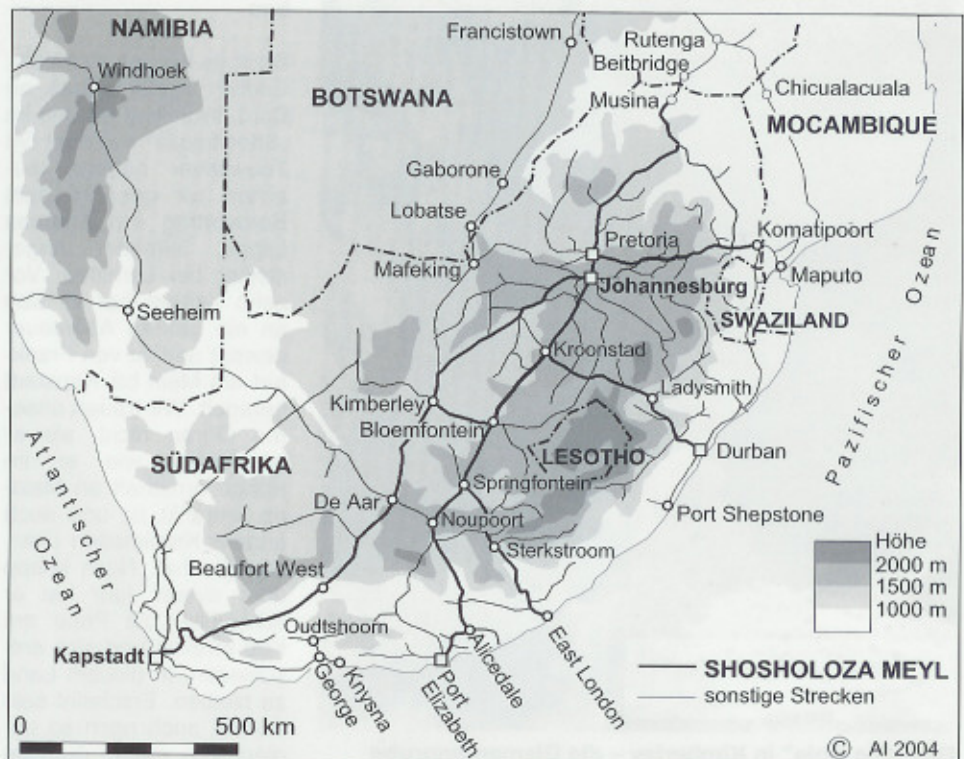 NAMIBIA
Windhoek
BOTSWANA
Francistown
Rutenga
Beitbridge
Musina
Chicualacuala
MOCAMBIQUE
Gaborone
Lobatse
Mafeking
Pretoria
Johannesburg
Komatipoort
Maputo
SWAZILAND
Seeheim
Kroonstad
Ladysmith
Kimberley
Bloemfontein
LESOTHO
Durban
SÜDAFRIKA
Springfontein
De Aar
Noupoort
Port Shepstone
Sterkstroom
Beaufort West
Oudtshoorn
Kapstadt
George
Knysna
Port
Elizabeth
Alicedale
East London
Atlantischer
Ozean
Pazifischer Ozean
Höhe
2000 m
1500 m
1000 m
SHOSHOLOZA MEYL
sonstige Strecken
0 500 km
© AI 2004